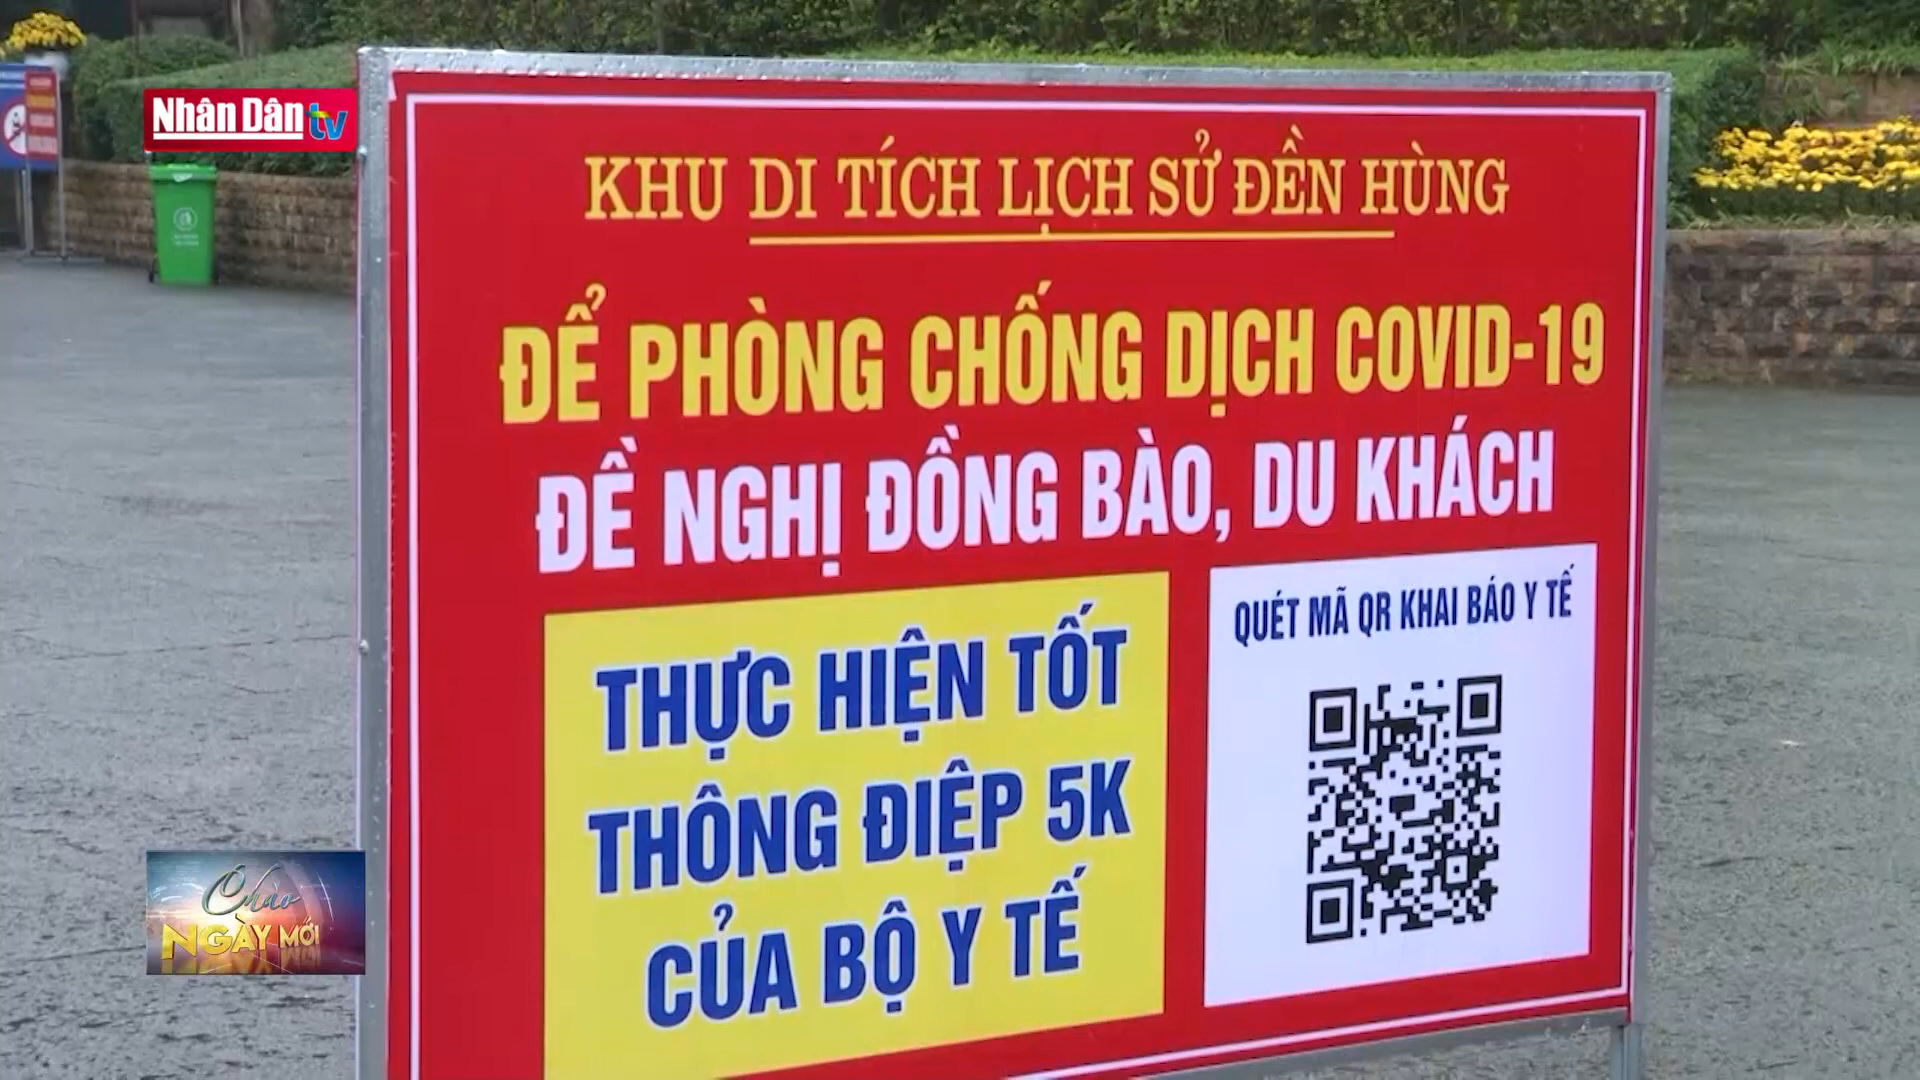 Nhân Dân tv
KHU DI TÍCH LỊCH SỬ ĐỀN HÙNG
ĐỂ PHÒNG CHỐNG DỊCH COVID-19
ĐỀ NGHỊ ĐỒNG BÀO, DU KHÁCH
THỰC HIỆN TỐT
THÔNG ĐIỆP 5K
CỦA BỘ Y TẾ
QUÉT MÃ QR KHAI BÁO Y TẾ
Chào
NGÀY MỚI